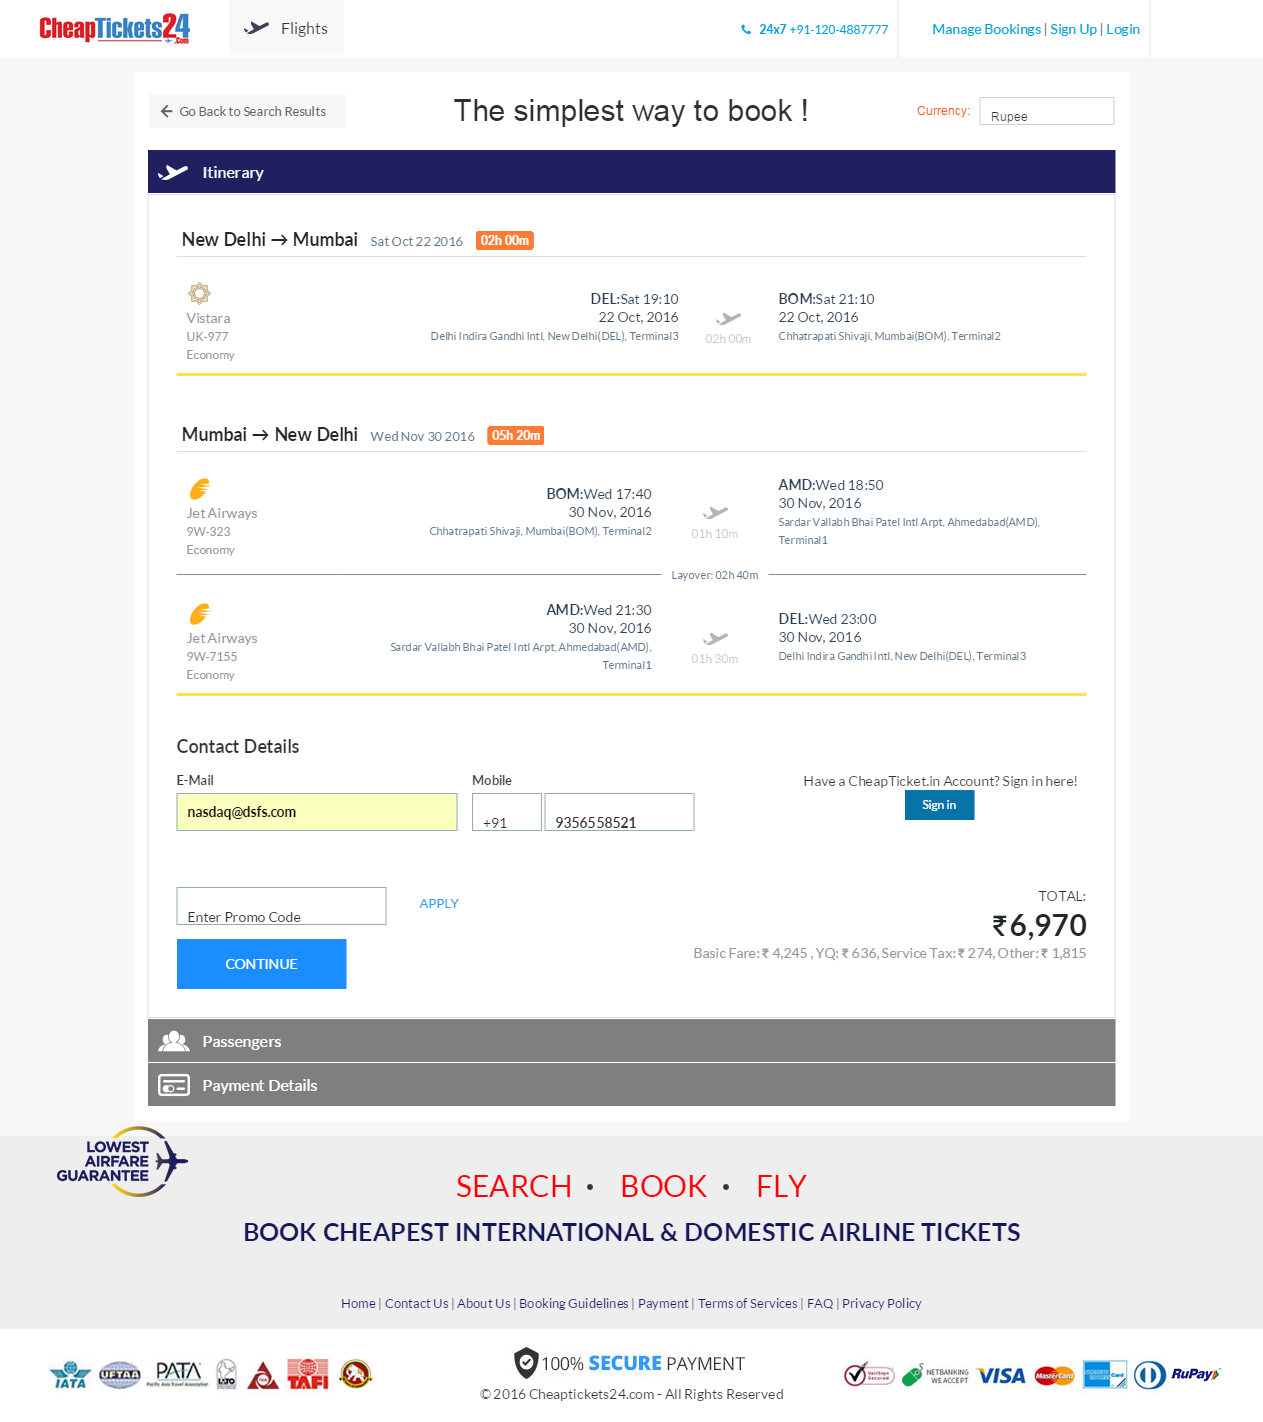 CheapTickets24.com
Flights
24x7 +91-120-4887777
Manage Bookings | Sign Up | Login
Go Back to Search Results
The simplest way to book !
Currency: Rupee
Itinerary
New Delhi → Mumbai Sat Oct 22 2016 02h 00m
Vistara
UK-977
Economy
DEL:Sat 19:10
22 Oct, 2016
Delhi Indira Gandhi Intl, New Delhi(DEL), Terminal3
02h 00m
BOM:Sat 21:10
22 Oct, 2016
Chhatrapati Shivaji, Mumbai(BOM), Terminal2
Mumbai → New Delhi Wed Nov 30 2016 05h 20m
Jet Airways
9W-323
Economy
BOM:Wed 17:40
30 Nov, 2016
Chhatrapati Shivaji, Mumbai(BOM), Terminal2
01h 10m
AMD:Wed 18:50
30 Nov, 2016
Sardar Vallabh Bhai Patel Intl Arpt, Ahmedabad(AMD),
Terminal1
Layover: 02h 40m
Jet Airways
9W-7155
Economy
AMD:Wed 21:30
30 Nov, 2016
Sardar Vallabh Bhai Patel Intl Arpt, Ahmedabad(AMD),
Terminal1
01h 30m
DEL:Wed 23:00
30 Nov, 2016
Delhi Indira Gandhi Intl, New Delhi(DEL), Terminal3
Contact Details
E-Mail
nasdaq@dsfs.com
Mobile
+91 9356558521
Have a CheapTicket.in Account? Sign in here!
Sign in
Enter Promo Code
APPLY
CONTINUE
TOTAL:
₹6,970
Basic Fare: ₹ 4,245 , YQ: ₹ 636, Service Tax: ₹ 274, Other: ₹ 1,815
Passengers
Payment Details
LOWEST
AIRFARE
GUARANTEE
SEARCH • BOOK • FLY
BOOK CHEAPEST INTERNATIONAL & DOMESTIC AIRLINE TICKETS
Home | Contact Us | About Us | Booking Guidelines | Payment | Terms of Services | FAQ | Privacy Policy
IATA
UFTAA
PATA
Pacific Asia Travel Association
LATO
TAFI
100% SECURE PAYMENT
© 2016 Cheaptickets24.com - All Rights Reserved
VeriSign
Secured
NETBANKING
WE ACCEPT
VISA
MasterCard
RuPay